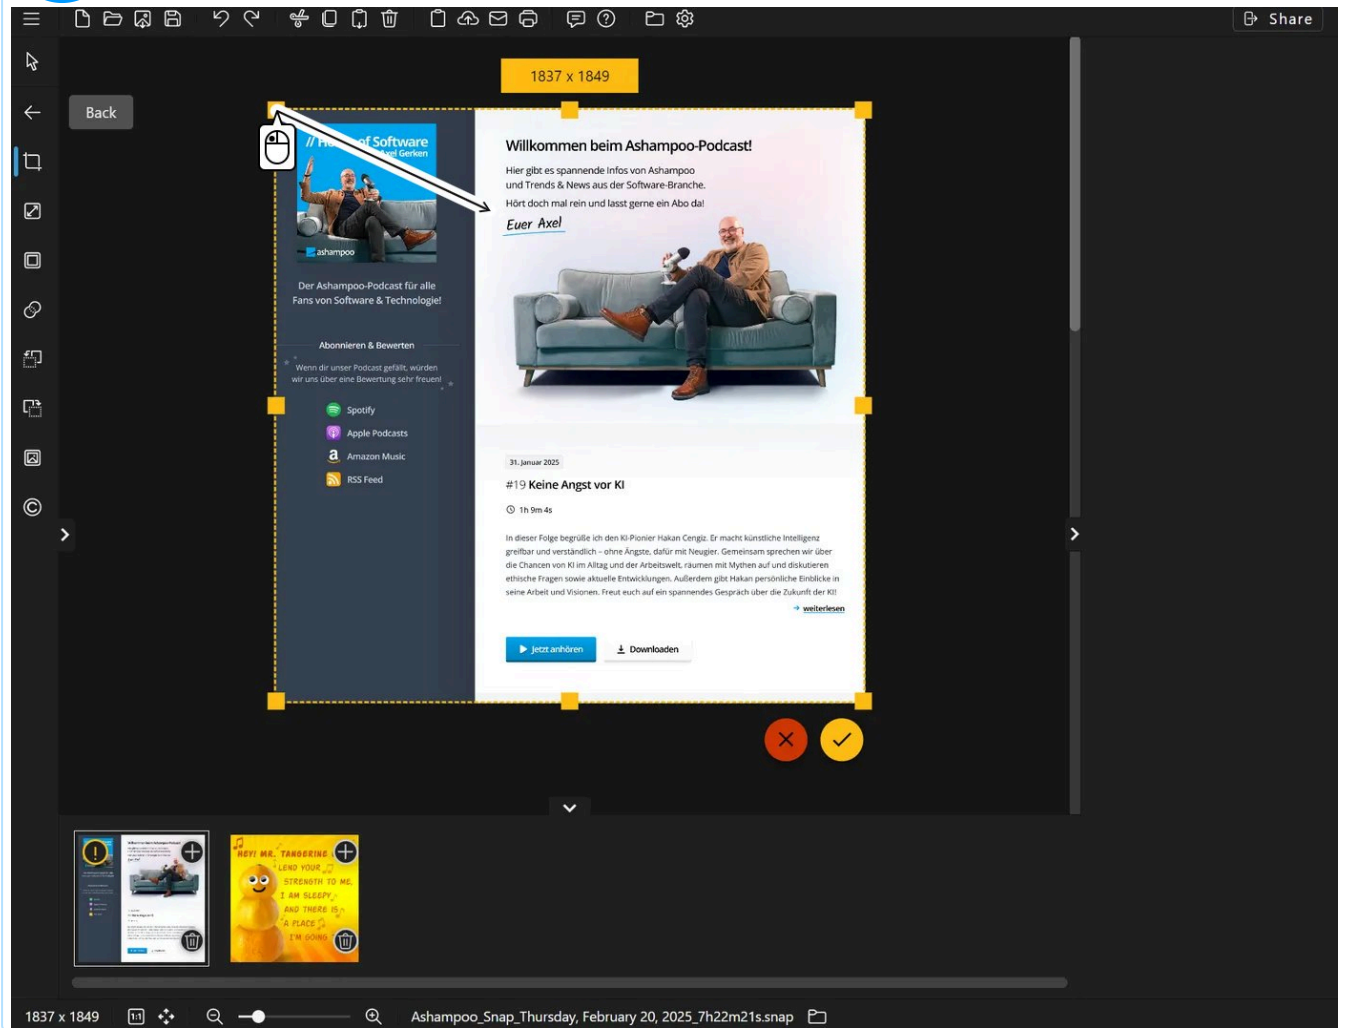 Share
1837 x 1849
Back
// H of Software
xel Gerken
ashampoo
Der Ashampoo-Podcast für alle
Fans von Software & Technologie!
Abonnieren & Bewerten
Wenn dir unser Podcast gefällt, würden
wir uns über eine Bewertung sehr freuen!
Spotify
Apple Podcasts
Amazon Music
RSS Feed
Willkommen beim Ashampoo-Podcast!
Hier gibt es spannende Infos von Ashampoo
und Trends & News aus der Software-Branche.
Hört doch mal rein und lasst gerne ein Abo da!
Euer Axel
31. Januar 2025
#19 Keine Angst vor KI
1h 9m 4s
In dieser Folge begrüße ich den KI-Pionier Hakan Cengiz. Er macht künstliche Intelligenz
greifbar und verständlich – ohne Ängste, dafür mit Neugier. Gemeinsam sprechen wir über
die Chancen von KI im Alltag und der Arbeitswelt, räumen mit Mythen auf und diskutieren
ethische Fragen sowie aktuelle Entwicklungen. Außerdem gibt Hakan persönliche Einblicke in
seine Arbeit und Visionen. Freut euch auf ein spannendes Gespräch über die Zukunft der KI!
weiterlesen
Jetzt anhören
Downloaden
HEY! MR. TANGERINE
LEND YOUR
STRENGTH TO ME,
I AM SLEEPY
AND THERE IS
A PLACE
I'M GOING
1837 x 1849
1:1
Ashampoo_Snap_Thursday, February 20, 2025_7h22m21s.snap